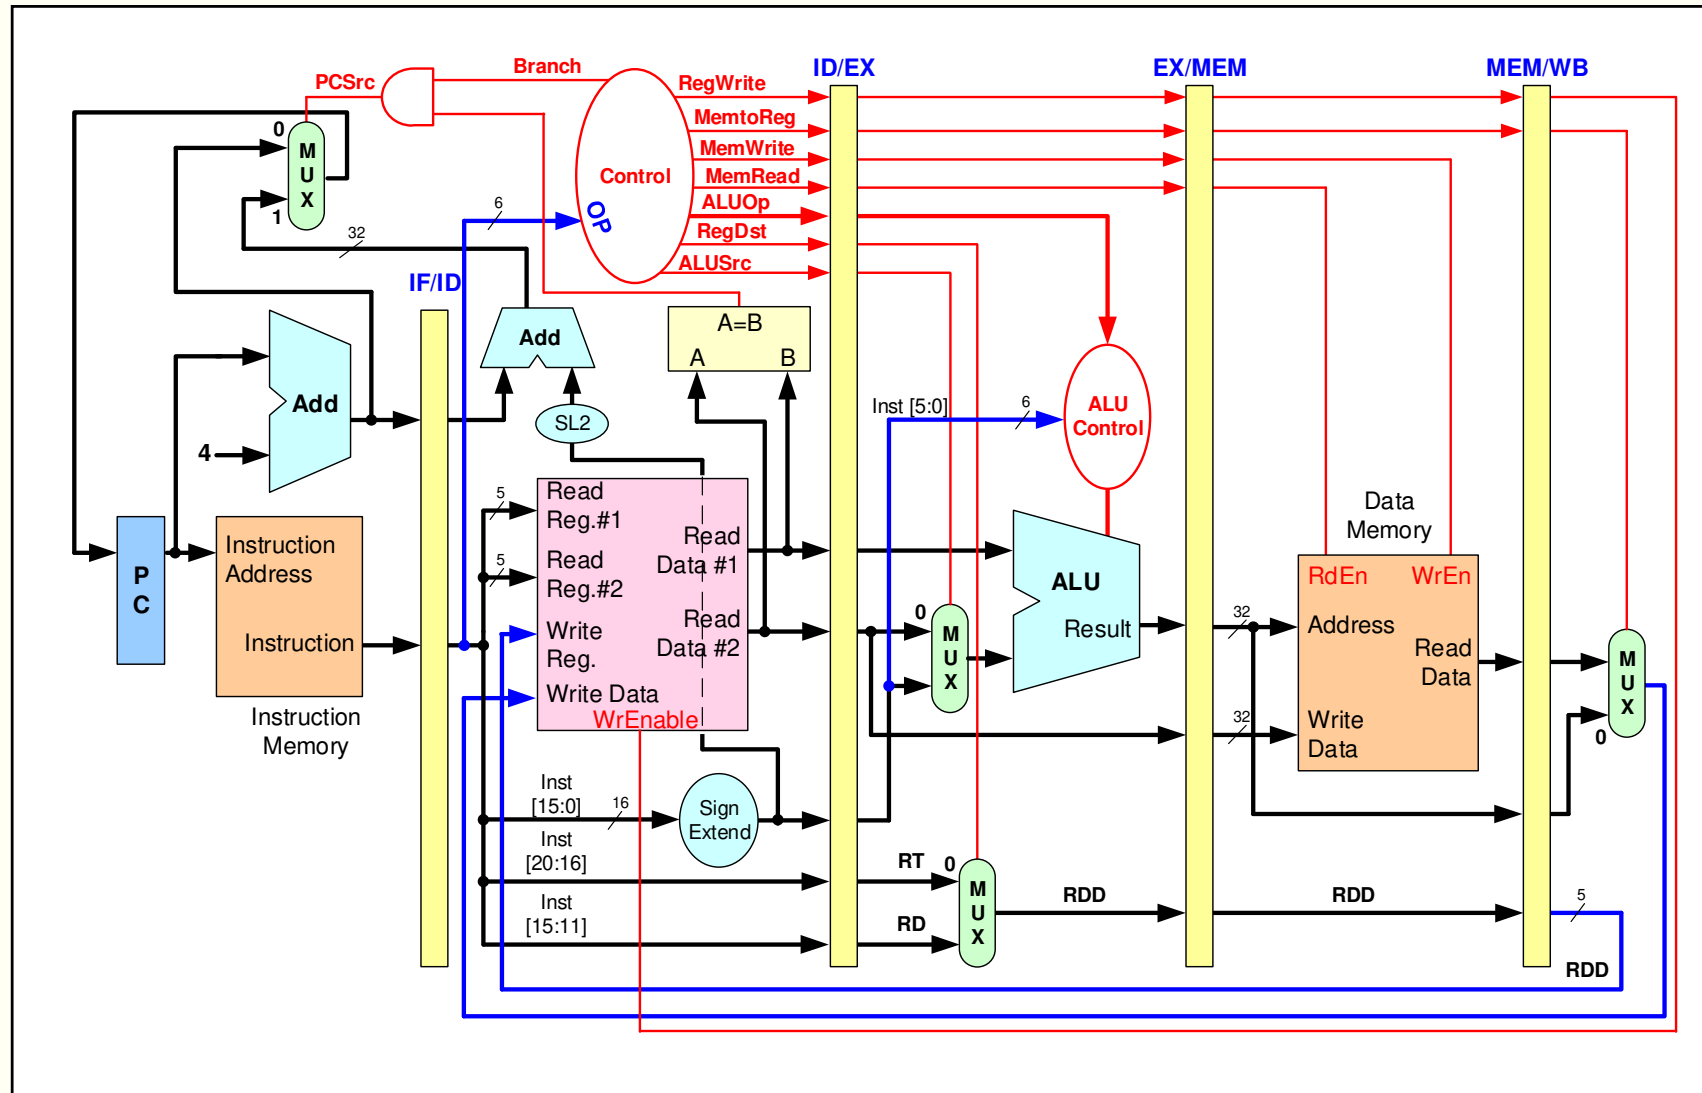 ID/EX
EX/MEM
MEM/WB
Branch
PCSrc
RegWrite
MemtoReg
MemWrite
MemRead
ALUOp
RegDst
ALUSrc
Control
OP
0
M
U
X
1
6
32
IF/ID
A=B
A
B
Add
SL2
Add
4
Inst [5:0]
6
ALU
Control
P
C
Instruction
Address
Instruction
Instruction
Memory
5
Read
Reg.#1
5
Read
Reg.#2
Write
Reg.
Write Data
WrEnable
Read
Data #1
Read
Data #2
0
M
U
X
ALU
Result
Data
Memory
RdEn
WrEn
32
Address
Read
Data
32
Write
Data
M
U
X
0
Inst
[15:0]
16
Sign
Extend
Inst
[20:16]
Inst
[15:11]
RT
0
RD
M
U
X
RDD
RDD
5
RDD